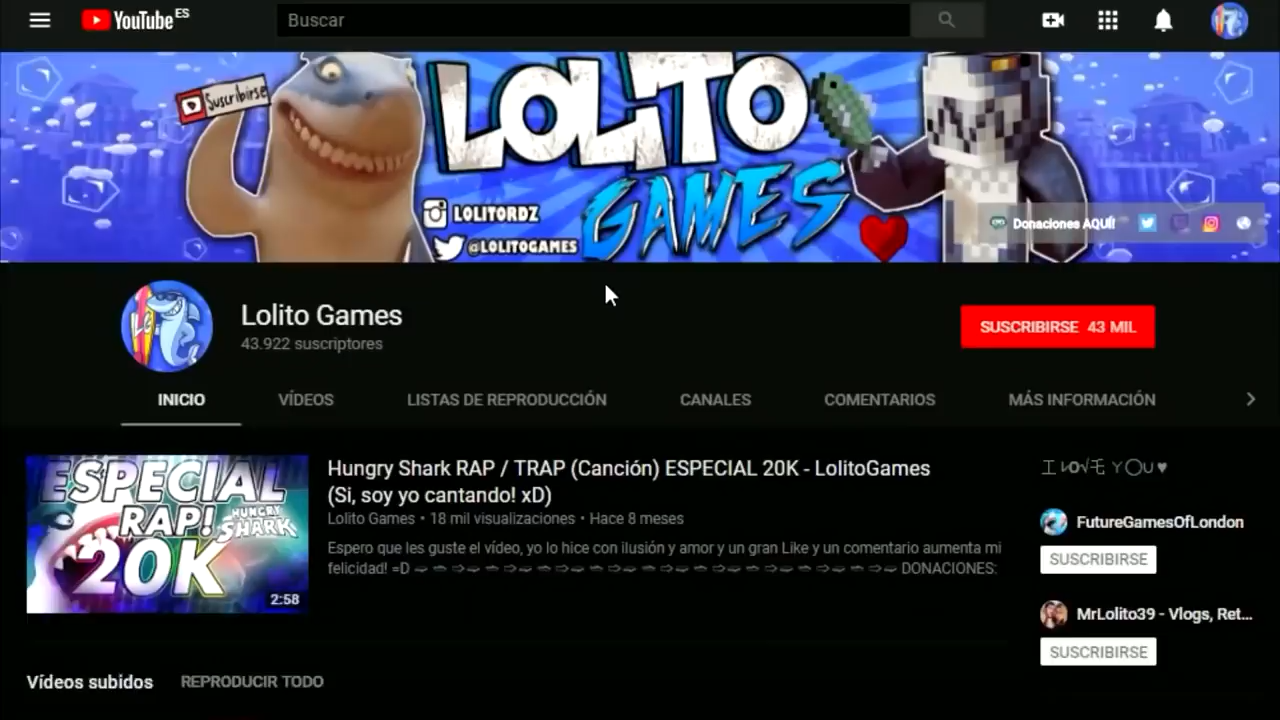 YouTube ES
Buscar
Suscribirse
LOLITO
GAMES
LOLITORDZ
@LOLITOGAMES
Donaciones AQUÍ!
Lolito Games
43.922 suscriptores
SUSCRIBIRSE 43 MIL
INICIO
VÍDEOS
LISTAS DE REPRODUCCIÓN
CANALES
COMENTARIOS
MÁS INFORMACIÓN
ESPECIAL
RAP!
HUNGRY
SHARK
20K
2:58
Hungry Shark RAP / TRAP (Canción) ESPECIAL 20K - LolitoGames
(Si, soy yo cantando! xD)
Lolito Games • 18 mil visualizaciones • Hace 8 meses
Espero que les guste el vídeo, yo lo hice con ilusión y amor y un gran Like y un comentario aumenta mi
felicidad! =D DONACIONES:
FutureGamesOfLondon
SUSCRIBIRSE
MrLolito39 - Vlogs, Ret...
SUSCRIBIRSE
Vídeos subidos
REPRODUCIR TODO